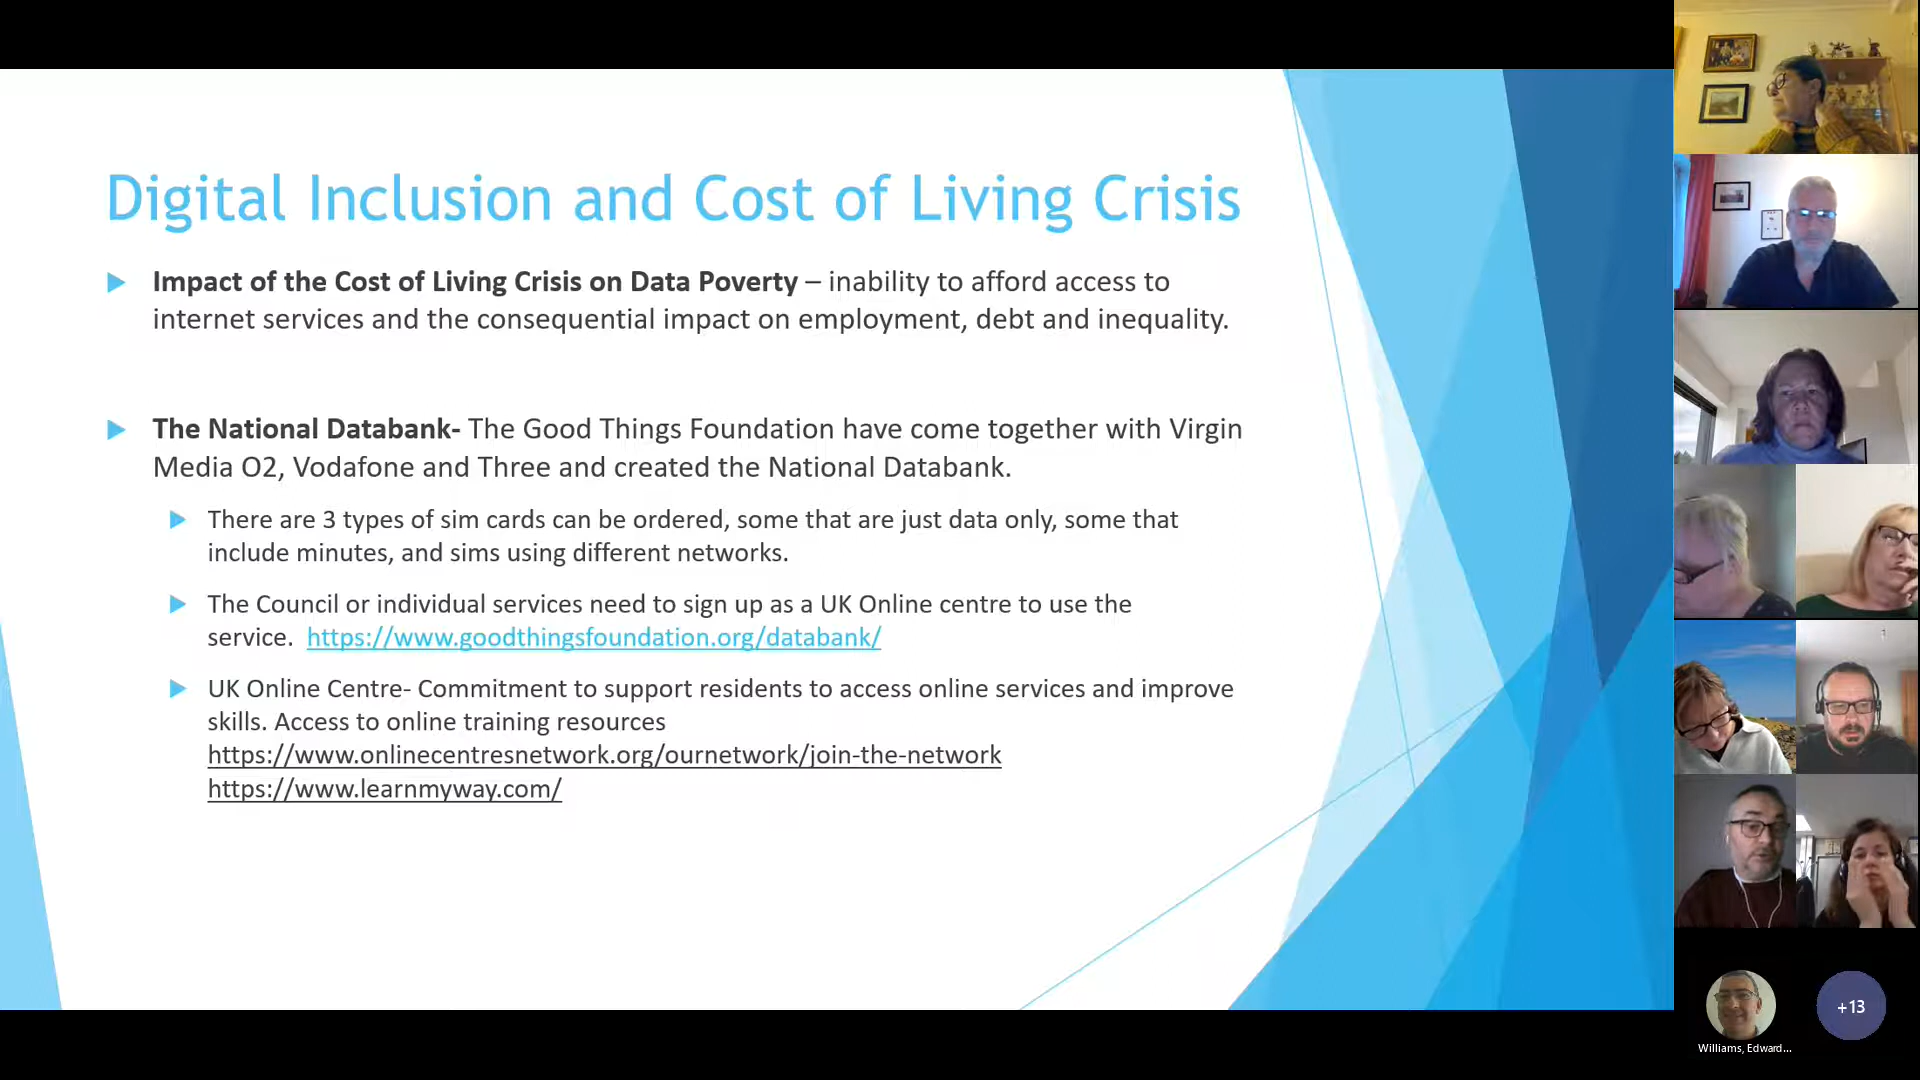 Digital Inclusion and Cost of Living Crisis
Impact of the Cost of Living Crisis on Data Poverty – inability to afford access to
internet services and the consequential impact on employment, debt and inequality.
The National Databank- The Good Things Foundation have come together with Virgin
Media O2, Vodafone and Three and created the National Databank.
There are 3 types of sim cards can be ordered, some that are just data only, some that
include minutes, and sims using different networks.
The Council or individual services need to sign up as a UK Online centre to use the
service. https://www.goodthingsfoundation.org/databank/
UK Online Centre- Commitment to support residents to access online services and improve
skills. Access to online training resources
https://www.onlinecentresnetwork.org/ournetwork/join-the-network
https://www.learnmyway.com/
+13
Williams, Edward...